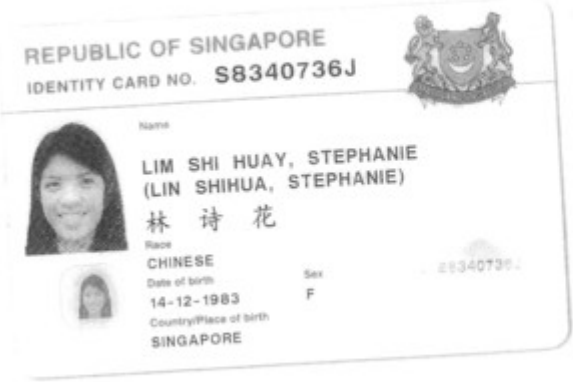 REPUBLIC OF SINGAPORE
IDENTITY CARD NO. S8340736J
Name
LIM SHI HUAY, STEPHANIE
(LIN SHIHUA, STEPHANIE)
林 诗 花
Race
CHINESE
Date of birth
Sex
14-12-1983
F
Country/Place of birth
SINGAPORE